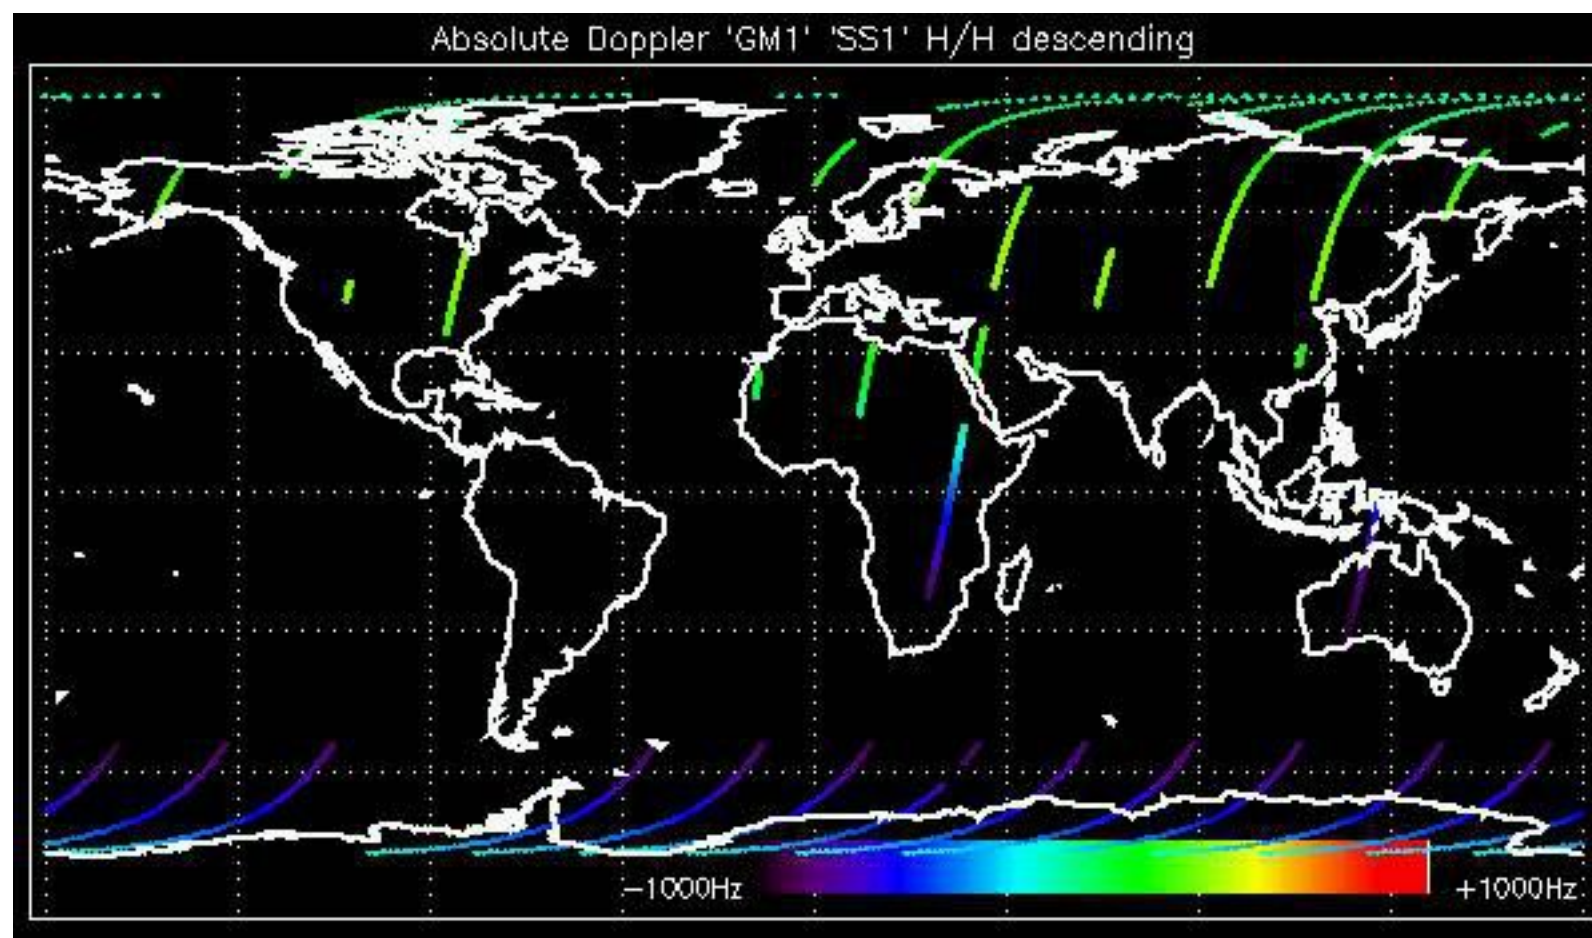 Absolute Doppler 'GM1' 'SS1' H/H descending
-1000Hz +1000Hz